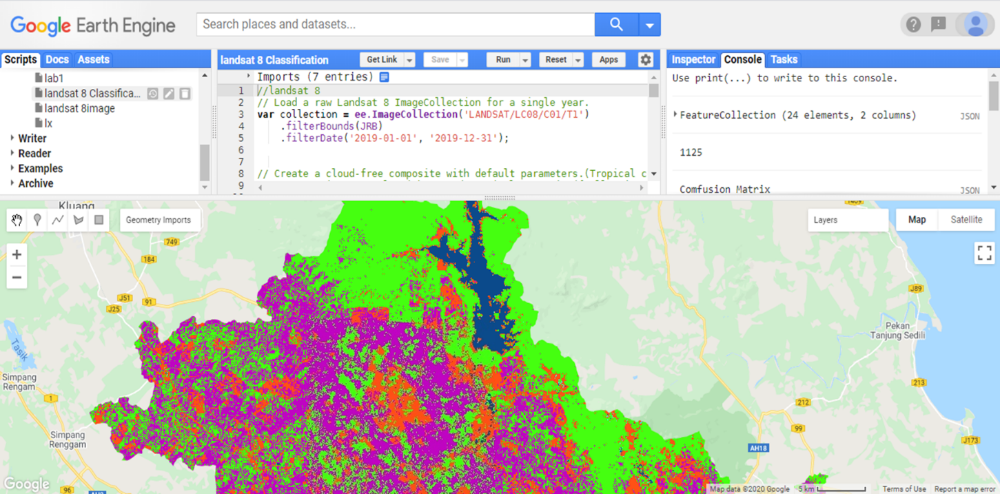 Google Earth Engine
Search places and datasets...
Scripts Docs Assets
lab1
landsat 8 Classifica...
landsat 8image
lx
Writer
Reader
Examples
Archive
landsat 8 Classification Get Link Save Run Reset Apps
Imports (7 entries)
1 //landsat 8
2 // Load a raw Landsat 8 ImageCollection for a single year.
3 var collection = ee.ImageCollection('LANDSAT/LC08/C01/T1')
4 .filterBounds(JRB)
5 .filterDate('2019-01-01', '2019-12-31');
6
7
8 // Create a cloud-free composite with default parameters.(Tropical c
9
Inspector Console Tasks
Use print(...) to write to this console.
FeatureCollection (24 elements, 2 columns) JSON
1125
Comfusion Matrix JSON
Kluang
Geometry Imports
Layers
Map Satellite
749
184
J51
91
J25
J89
Pekan
Tanjung Sedili
Tasik
Simpang
Rengam
1
213
212
99
Simpang
Renggam
AH18
J173
96
Google
Map data ©2020 Google 5 km Terms of Use Report a map error